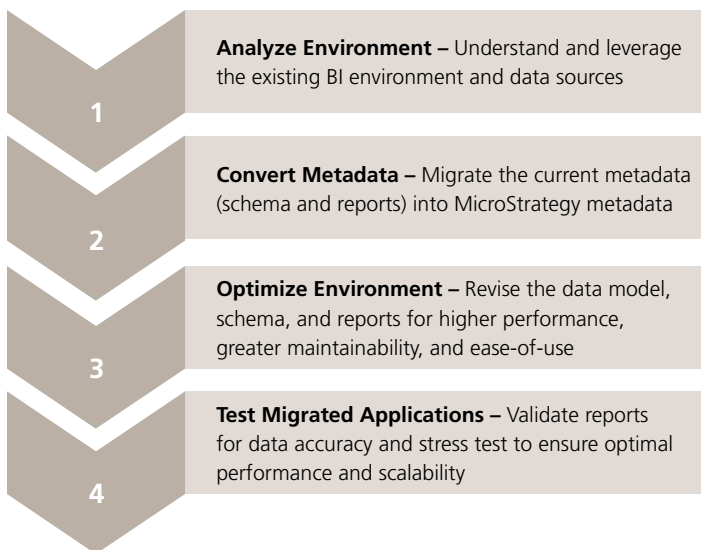 1
Analyze Environment – Understand and leverage
the existing BI environment and data sources
2
Convert Metadata – Migrate the current metadata
(schema and reports) into MicroStrategy metadata
3
Optimize Environment – Revise the data model,
schema, and reports for higher performance,
greater maintainability, and ease-of-use
4
Test Migrated Applications – Validate reports
for data accuracy and stress test to ensure optimal
performance and scalability